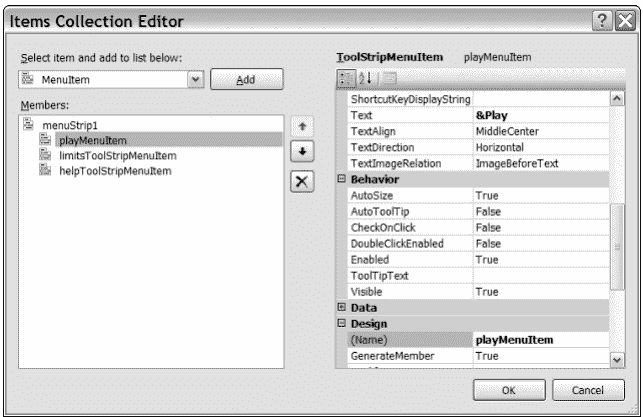 Items Collection Editor
Select item and add to list below:
MenuItem
Add
Members:
menuStrip1
playMenuItem
limitsToolStripMenuItem
helpToolStripMenuItem
ToolStripMenuItem playMenuItem
ShortcutKeyDisplayString
Text &Play
TextAlign MiddleCenter
TextDirection Horizontal
TextImageRelation ImageBeforeText
Behavior
AutoSize True
AutoToolTip False
CheckOnClick False
DoubleClickEnabled False
Enabled True
ToolTipText
Visible True
Data
Design
(Name) playMenuItem
GenerateMember True
OK Cancel